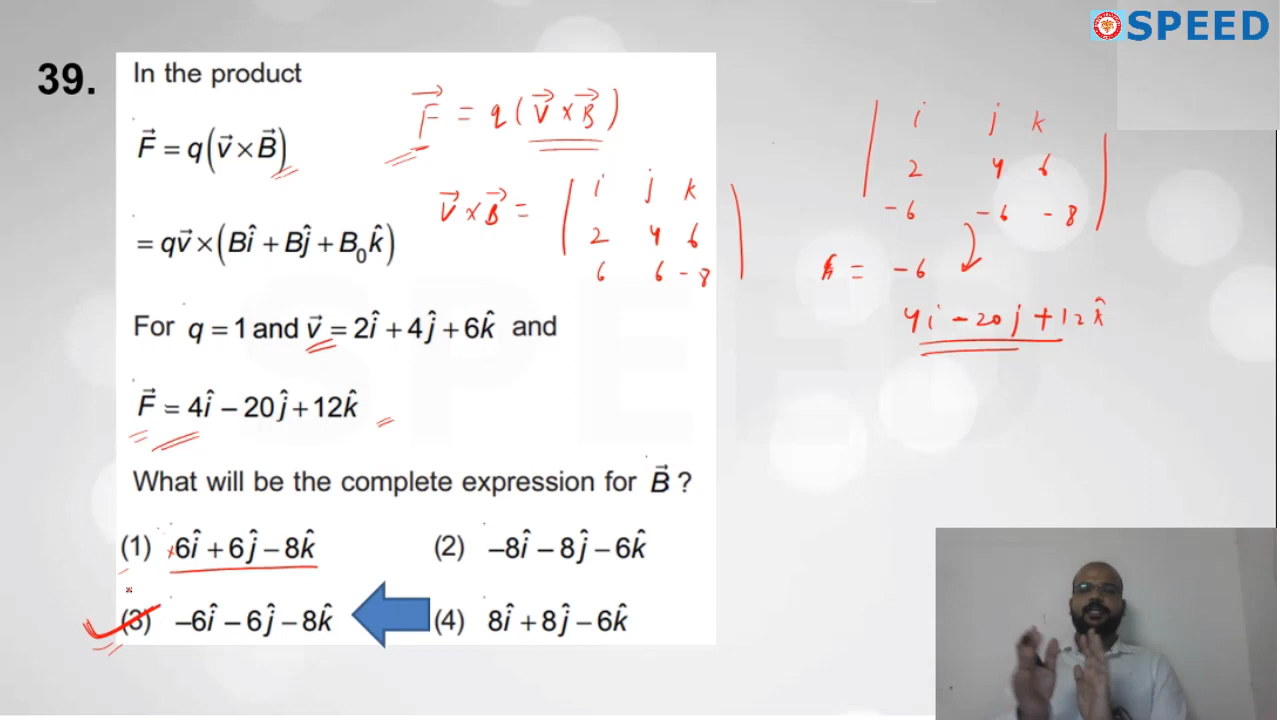 SPEED
39.
In the product
F⃗ = q(v⃗ × B⃗)
= qv⃗ × (Bî + Bĵ + B₀k̂)
For q = 1 and v⃗ = 2î + 4ĵ + 6k̂ and
F⃗ = 4î − 20ĵ + 12k̂
What will be the complete expression for B⃗ ?
(1) 6î + 6ĵ − 8k̂
(2) −8î − 8ĵ − 6k̂
(3) −6î − 6ĵ − 8k̂
(4) 8î + 8ĵ − 6k̂
F⃗ = q(v⃗ × B⃗)
v⃗ × B⃗ =
i j k
2 4 6
6 6 -8
i j k
2 4 6
-6 -6 -8
= -6
4i - 20j + 12k̂